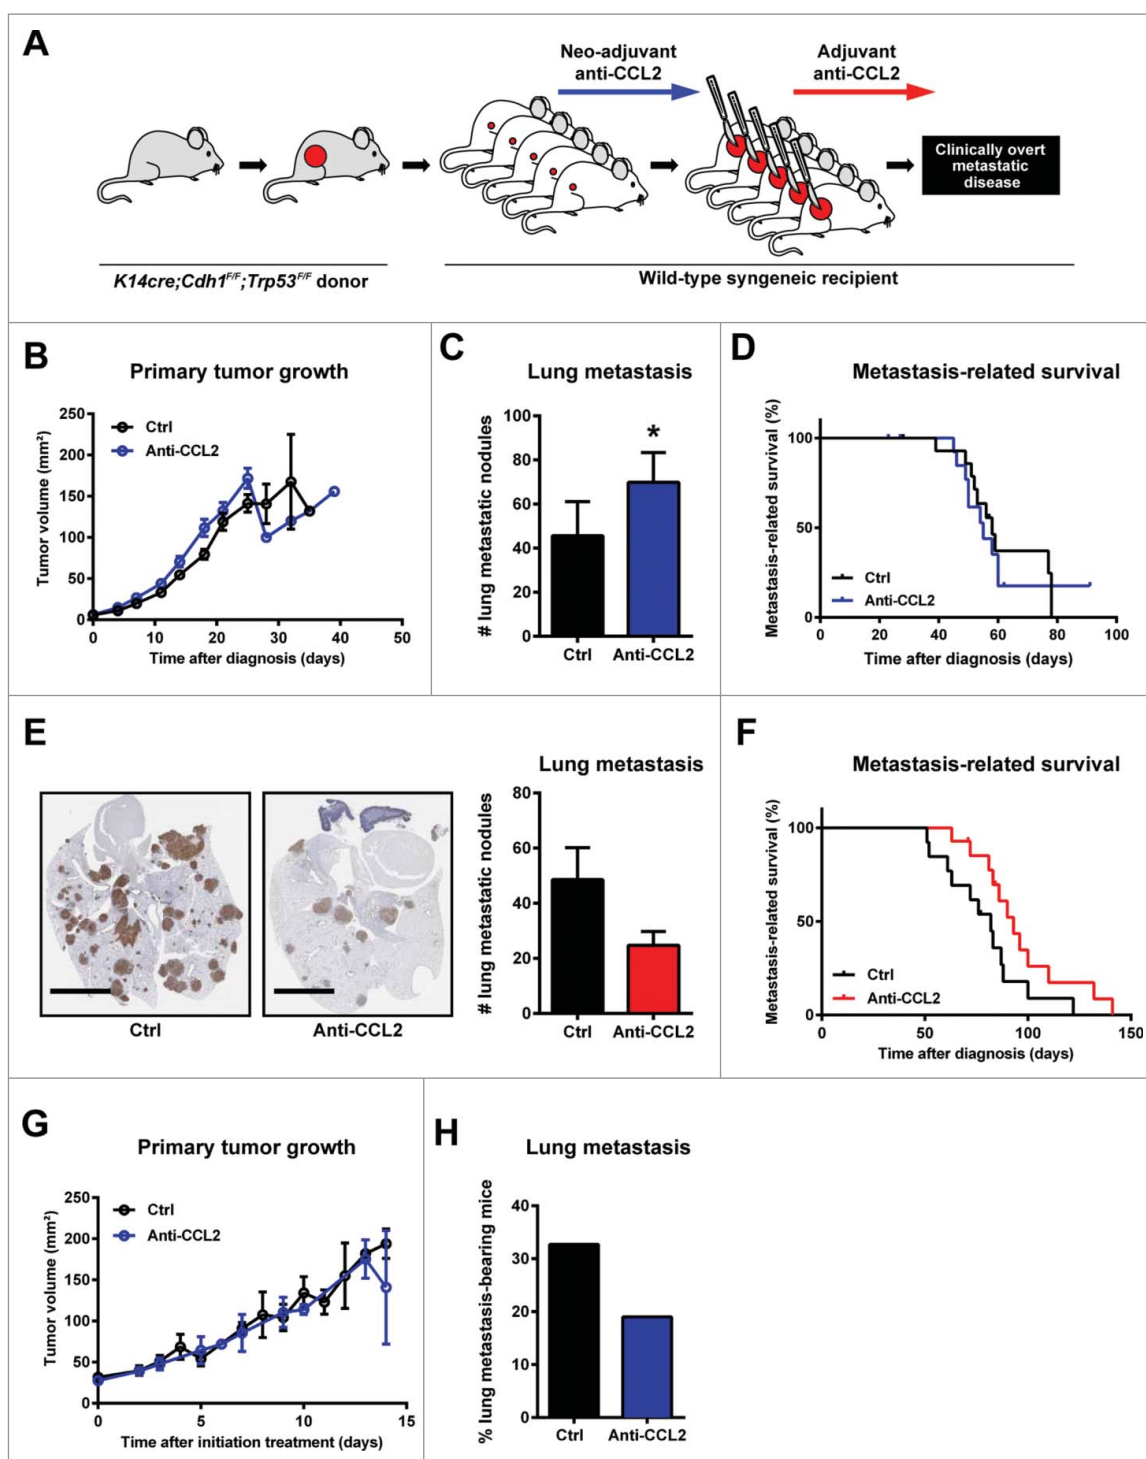 A
Neo-adjuvant
anti-CCL2
Adjuvant
anti-CCL2
Clinically overt
metastatic
disease
K14cre;Cdh1F/F;Trp53F/F donor
Wild-type syngeneic recipient
B
Primary tumor growth
Tumor volume (mm²)
250
200
150
100
50
0
Ctrl
Anti-CCL2
0 10 20 30 40 50
Time after diagnosis (days)
C
Lung metastasis
# lung metastatic nodules
100
80
60
40
20
0
*
Ctrl Anti-CCL2
D
Metastasis-related survival
Metastasis-related survival (%)
100
50
0
Ctrl
Anti-CCL2
0 20 40 60 80 100
Time after diagnosis (days)
E
Ctrl
Anti-CCL2
Lung metastasis
# lung metastatic nodules
80
60
40
20
0
Ctrl Anti-CCL2
F
Metastasis-related survival
Metastasis-related survival (%)
100
50
0
Ctrl
Anti-CCL2
0 50 100 150
Time after diagnosis (days)
G
Primary tumor growth
Tumor volume (mm²)
250
200
150
100
50
0
Ctrl
Anti-CCL2
0 5 10 15
Time after initiation treatment (days)
H
Lung metastasis
% lung metastasis-bearing mice
40
30
20
10
0
Ctrl Anti-CCL2